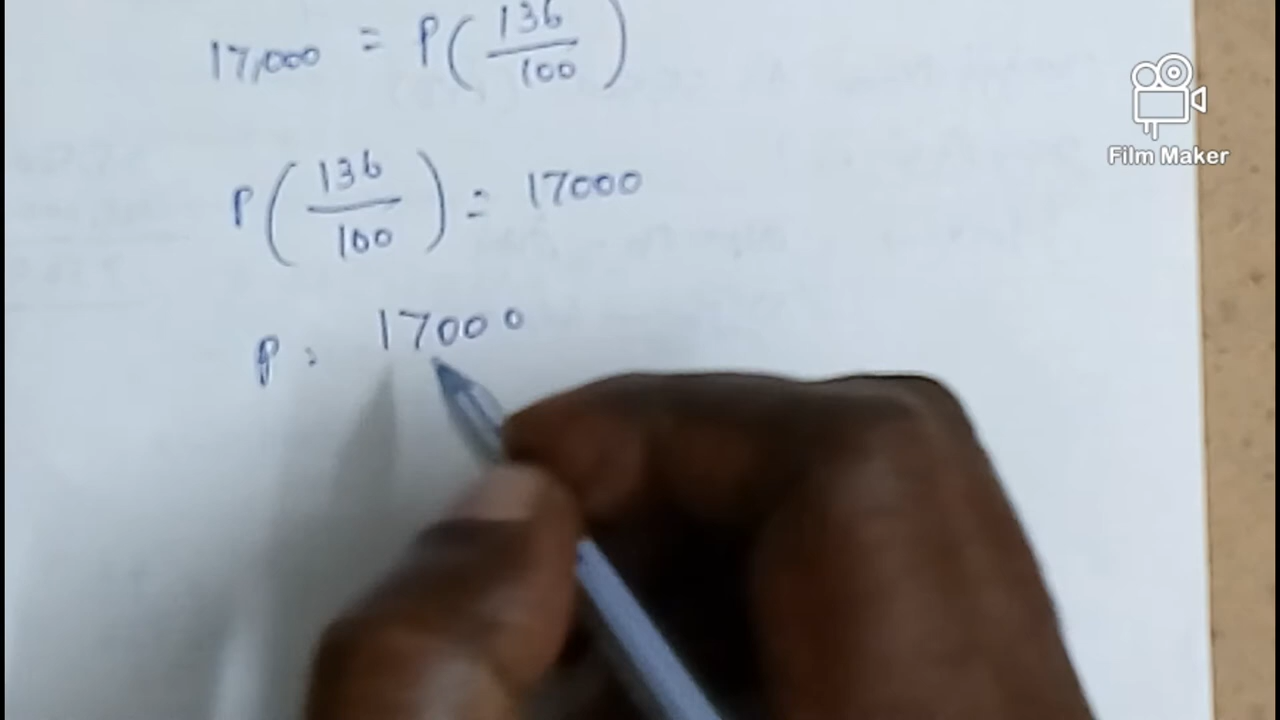 17,000 = P(136/100)
P(136/100) = 17000
P = 17000
Film Maker